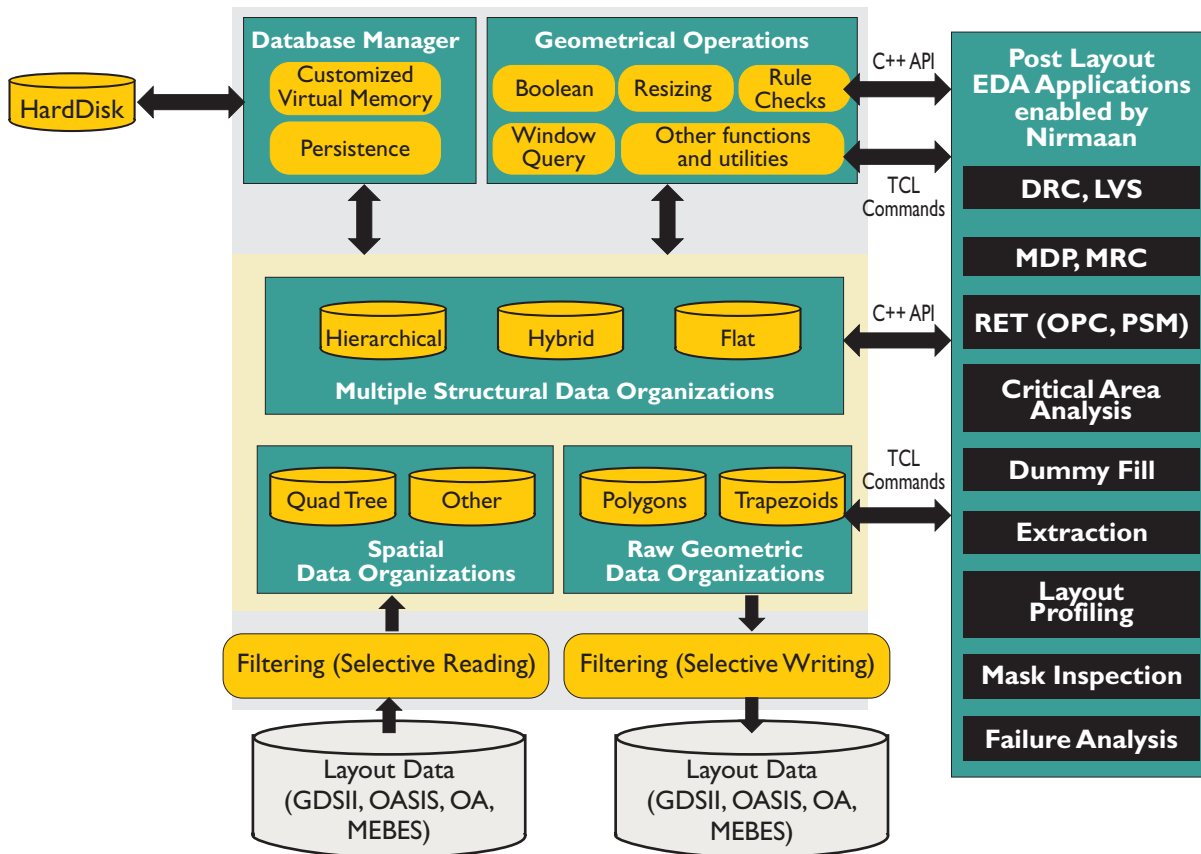 Database Manager
Customized
Virtual Memory
Persistence
HardDisk
Geometrical Operations
Boolean
Resizing
Rule
Checks
Window
Query
Other functions
and utilities
C++ API
TCL
Commands
Post Layout
EDA Applications
enabled by
Nirmaan
DRC, LVS
MDP, MRC
RET (OPC, PSM)
Critical Area
Analysis
Dummy Fill
Extraction
Layout
Profiling
Mask Inspection
Failure Analysis
Hierarchical
Hybrid
Flat
Multiple Structural Data Organizations
C++ API
Quad Tree
Other
Spatial
Data Organizations
Polygons
Trapezoids
Raw Geometric
Data Organizations
TCL
Commands
Filtering (Selective Reading)
Filtering (Selective Writing)
Layout Data
(GDSII, OASIS, OA,
MEBES)
Layout Data
(GDSII, OASIS, OA,
MEBES)